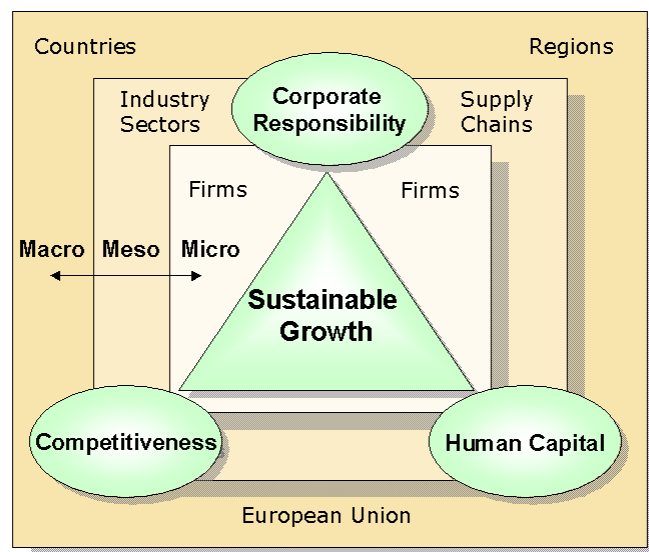 Countries
Regions
Industry
Sectors
Corporate
Responsibility
Supply
Chains
Firms
Firms
Macro Meso Micro
Sustainable
Growth
Competitiveness
Human Capital
European Union